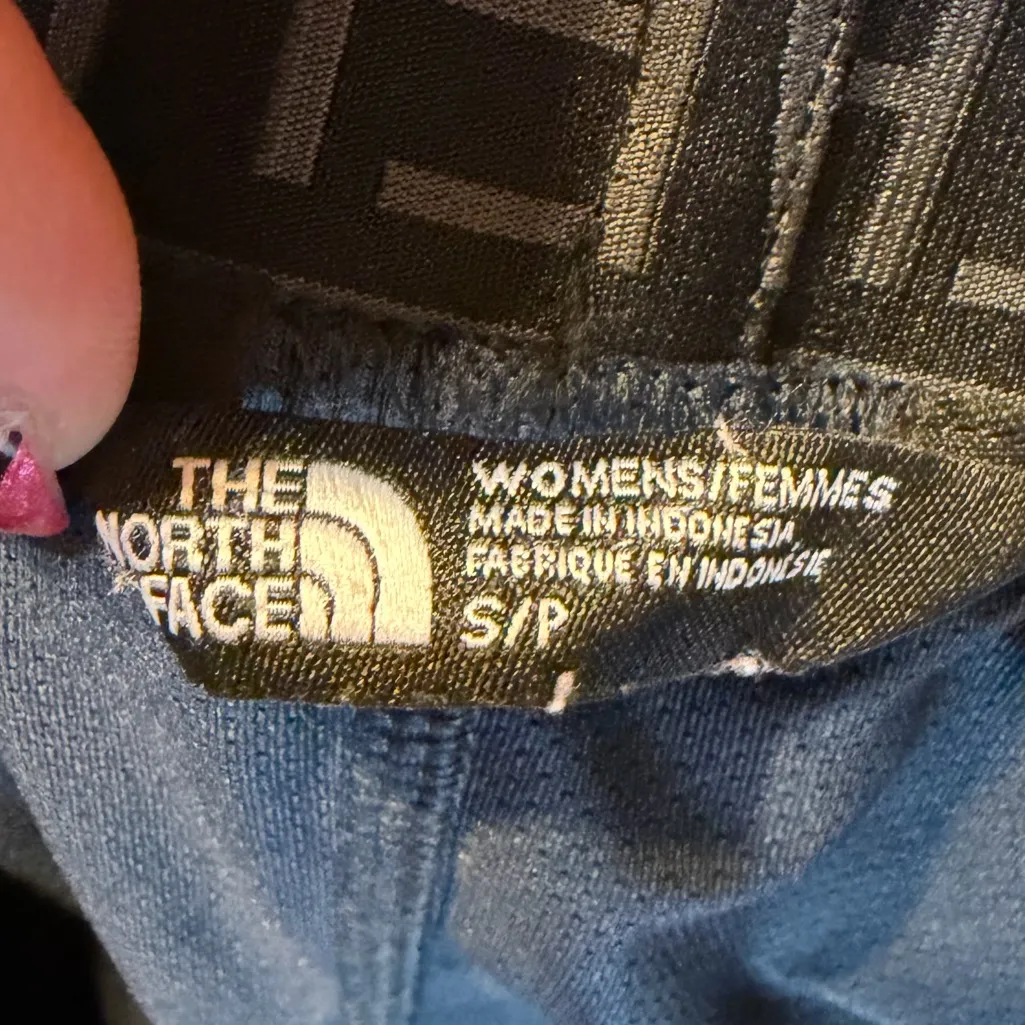 THE
NORTH
FACE
WOMENS/FEMMES
MADE IN INDONESIA
FABRIQUE EN INDONÉSIE
S/P